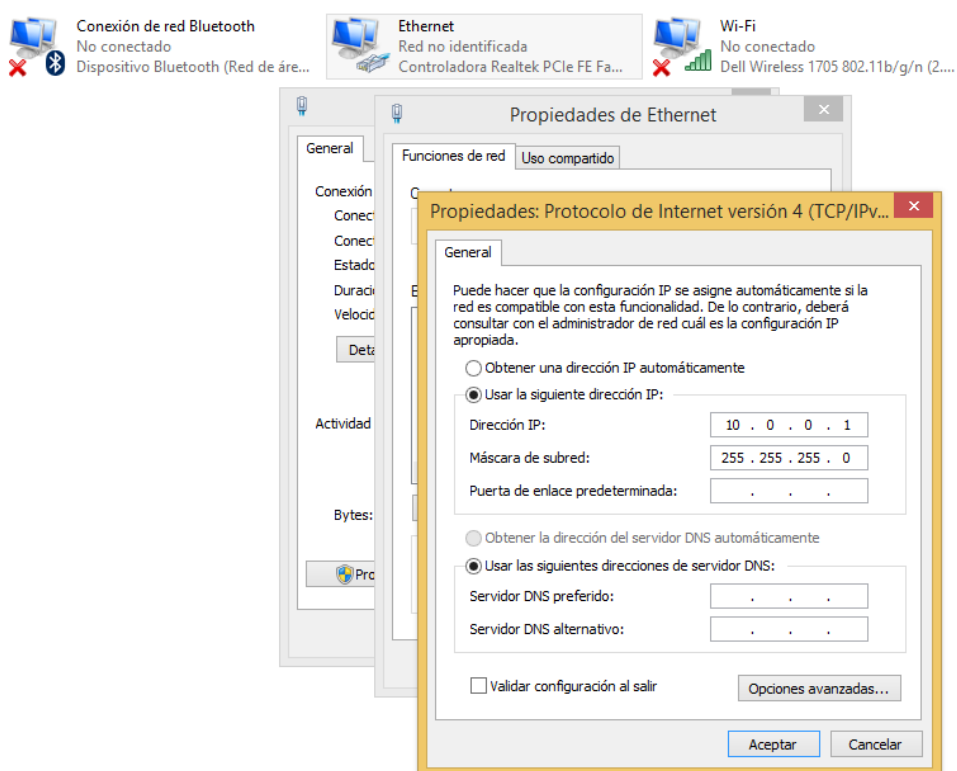 Conexión de red Bluetooth
No conectado
Dispositivo Bluetooth (Red de áre...
Ethernet
Red no identificada
Controladora Realtek PCIe FE Fa...
Wi-Fi
No conectado
Dell Wireless 1705 802.11b/g/n (2....
Propiedades de Ethernet
General
Funciones de red
Uso compartido
Conexión
Conect
Conec
Estado
Duraci
Velocid
Deta
Actividad
Bytes:
Pro
Propiedades: Protocolo de Internet versión 4 (TCP/IPv...
General
Puede hacer que la configuración IP se asigne automáticamente si la
red es compatible con esta funcionalidad. De lo contrario, deberá
consultar con el administrador de red cuál es la configuración IP
apropiada.
Obtener una dirección IP automáticamente
Usar la siguiente dirección IP:
Dirección IP: 10 . 0 . 0 . 1
Máscara de subred: 255 . 255 . 255 . 0
Puerta de enlace predeterminada: . . .
Obtener la dirección del servidor DNS automáticamente
Usar las siguientes direcciones de servidor DNS:
Servidor DNS preferido: . . .
Servidor DNS alternativo: . . .
Validar configuración al salir
Opciones avanzadas...
Aceptar
Cancelar